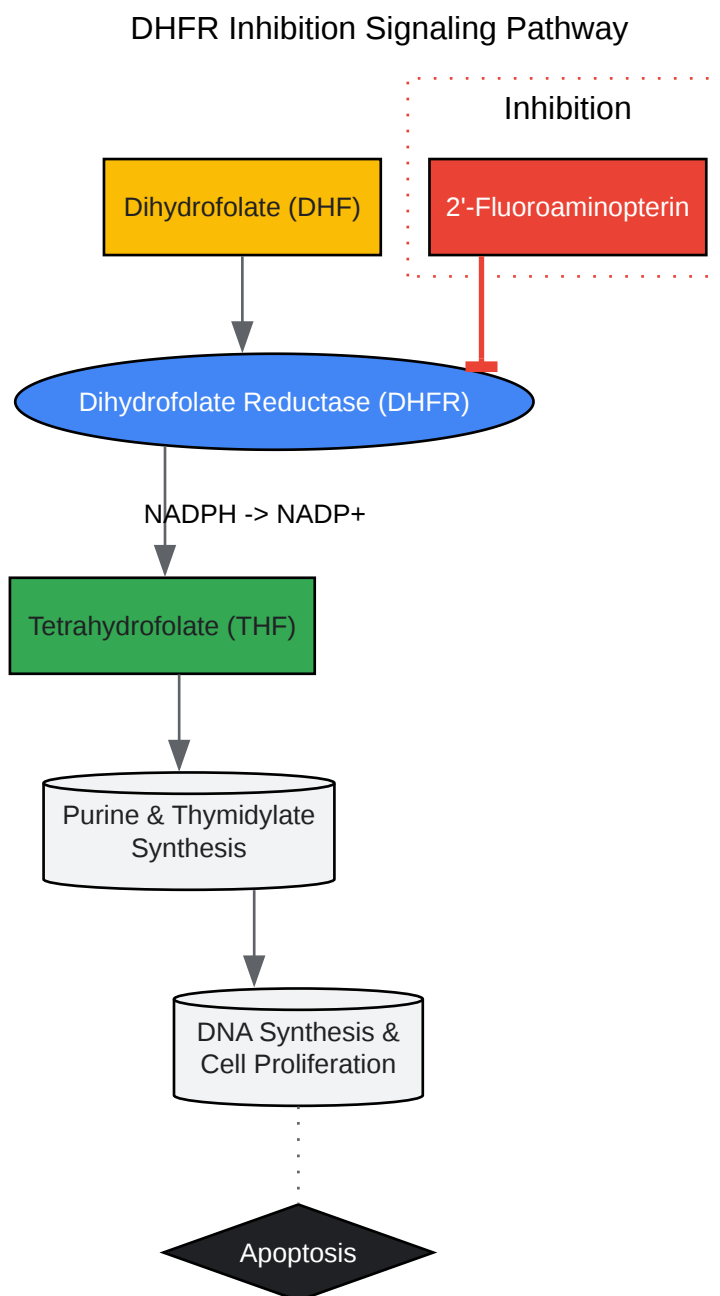 DHFR Inhibition Signaling Pathway
Inhibition
Dihydrofolate (DHF)
2'-Fluoroaminopterin
Dihydrofolate Reductase (DHFR)
NADPH -> NADP+
Tetrahydrofolate (THF)
Purine & Thymidylate
Synthesis
DNA Synthesis &
Cell Proliferation
Apoptosis